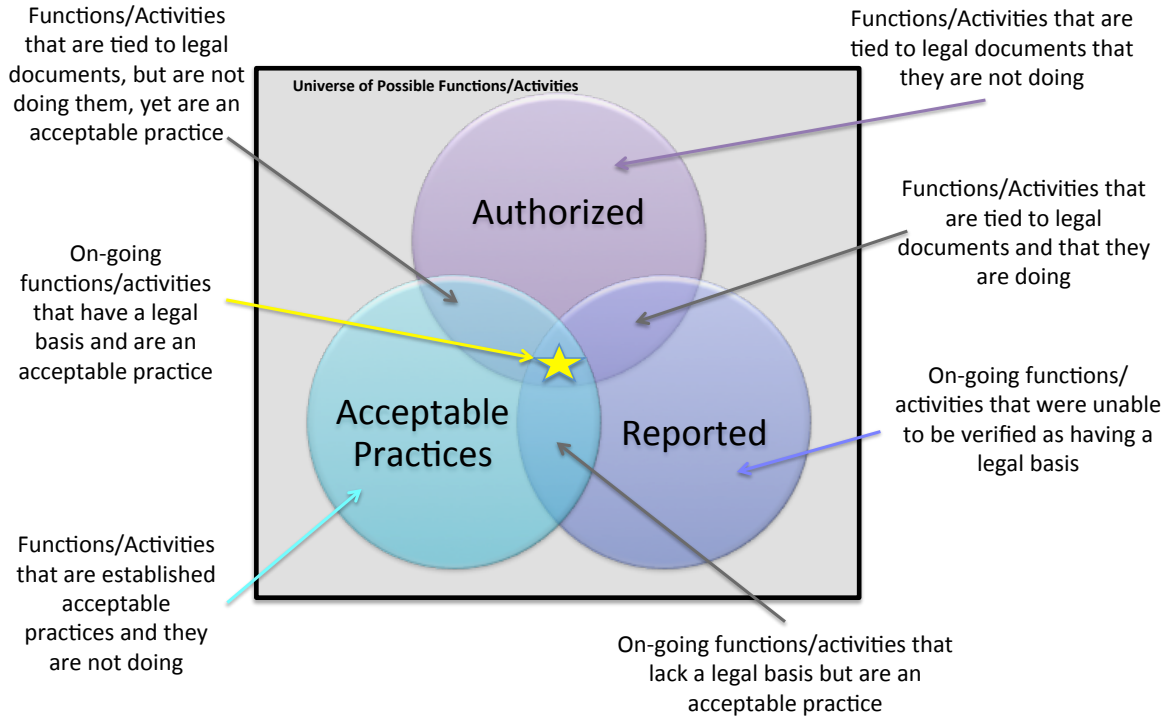 Functions/Activities
that are tied to legal
documents, but are not
doing them, yet are an
acceptable practice
Functions/Activities that are
tied to legal documents that
they are not doing
Universe of Possible Functions/Activities
Authorized
Functions/Activities that
are tied to legal
documents and that they
are doing
On-going
functions/activities
that have a legal
basis and are an
acceptable practice
Acceptable
Practices
Reported
On-going functions/
activities that were unable
to be verified as having a
legal basis
Functions/Activities
that are established
acceptable
practices and they
are not doing
On-going functions/activities that
lack a legal basis but are an
acceptable practice